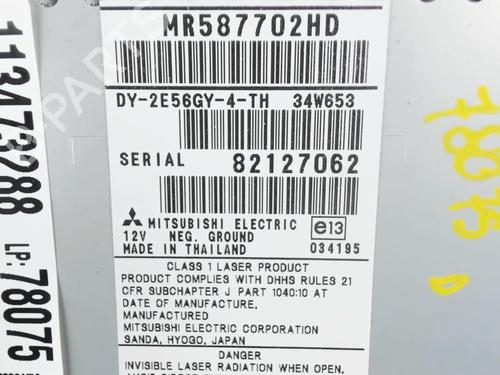 MR587702HD
DY-2E56GY-4-TH 34W653
SERIAL 82127062
MITSUBISHI ELECTRIC e13
12V NEG. GROUND 034195
MADE IN THAILAND
CLASS 1 LASER PRODUCT
PRODUCT COMPLIES WITH DHHS RULES 21
CFR SUBCHAPTER J PART 1040:10 AT
DATE OF MANUFACTURE,
MANUFACTURED
MITSUBISHI ELECTRIC CORPORATION
SANDA, HYOGO, JAPAN
DANGER
INVISIBLE LASER RADIATION WHEN OPEN,
113479288
LP: 78075
78075